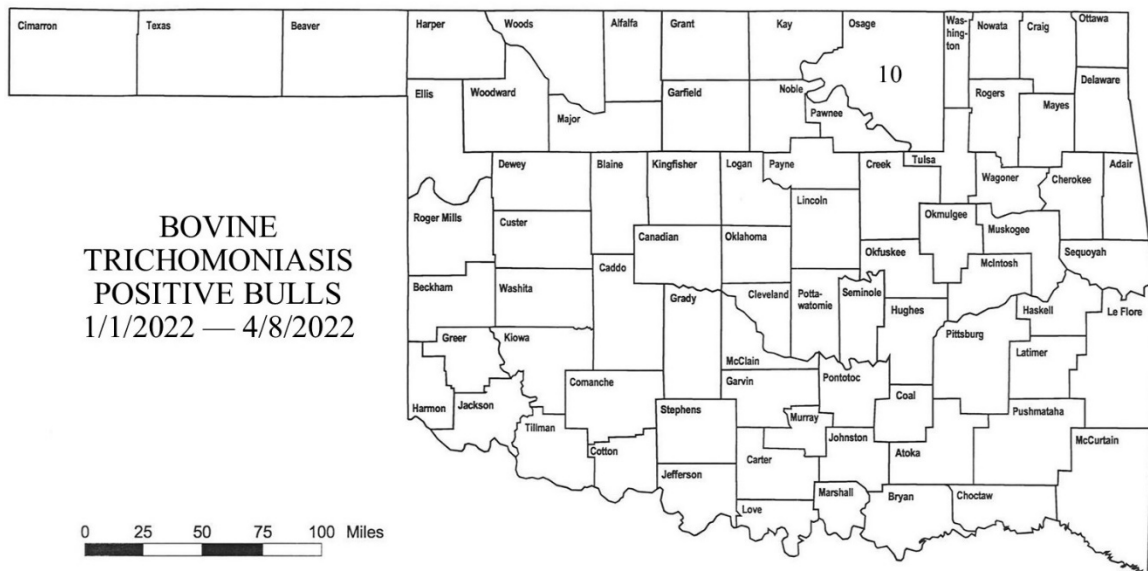 Cimarron Texas Beaver Harper Woods Alfalfa Grant Kay Osage Was-
hing-
ton Nowata Craig Ottawa
10
Ellis Woodward Major Garfield Noble Pawnee Rogers Mayes Delaware
Dewey Blaine Kingfisher Logan Payne Creek Tulsa Wagoner Cherokee Adair
Roger Mills Custer Canadian Oklahoma Lincoln Okfuskee Okmulgee Muskogee Sequoyah
BOVINE
TRICHOMONIASIS
POSITIVE BULLS
1/1/2022 — 4/8/2022
Beckham Washita Caddo Grady Cleveland Potta-
watomie Seminole Hughes McIntosh Haskell Le Flore
Greer Kiowa McClain Pittsburg Latimer
Harmon Jackson Comanche Garvin Pontotoc Coal Pushmataha
Tillman Cotton Stephens Murray Johnston Atoka McCurtain
Jefferson Carter Love Marshall Bryan Choctaw
0 25 50 75 100 Miles